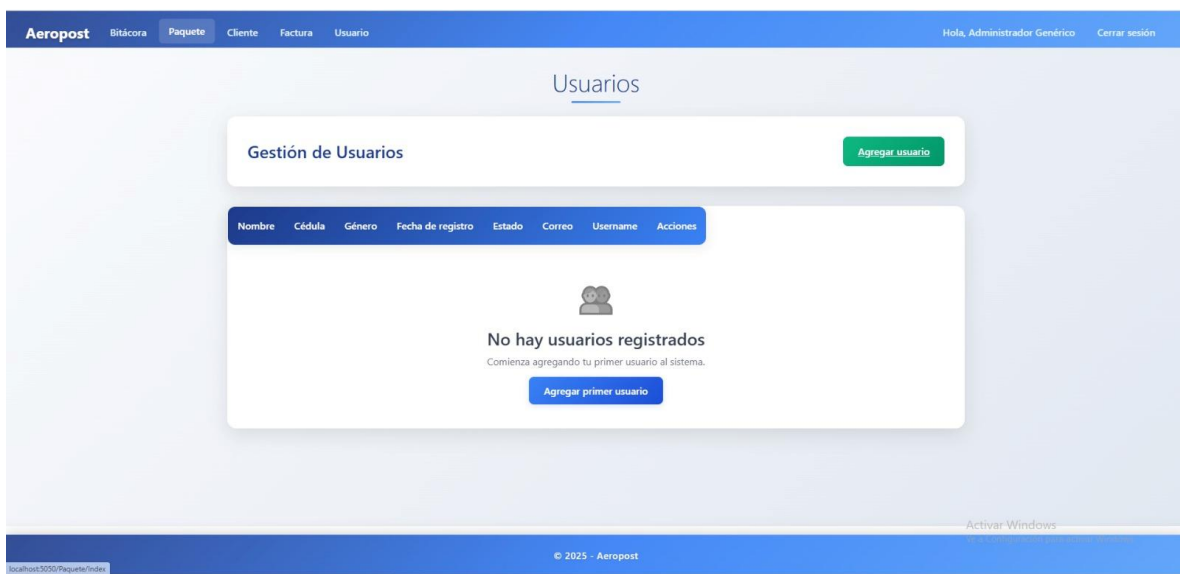 Aeropost Bitácora Paquete Cliente Factura Usuario Hola, Administrador Genérico Cerrar sesión
Usuarios
Gestión de Usuarios Agregar usuario
Nombre Cédula Género Fecha de registro Estado Correo Username Acciones
No hay usuarios registrados
Comienza agregando tu primer usuario al sistema.
Agregar primer usuario
Activar Windows
© 2025 - Aeropost
localhost:5050/Paquete/Index